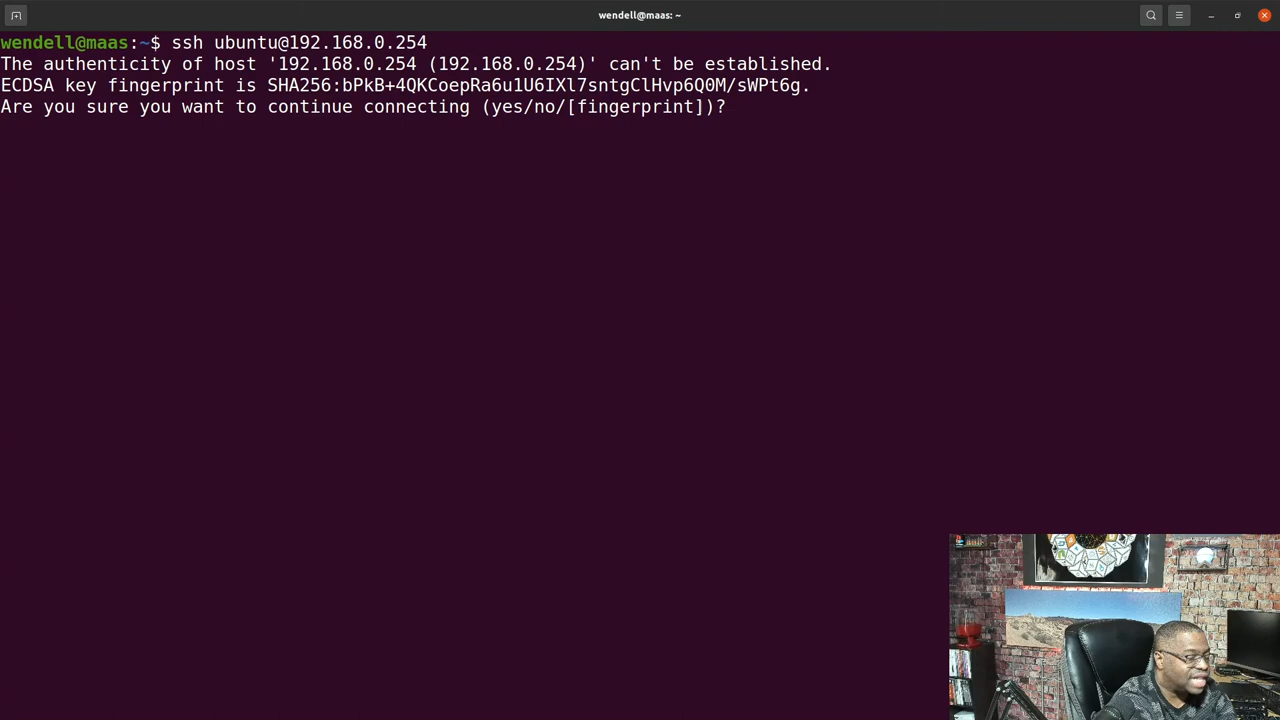 wendell@maas: ~
wendell@maas:~$ ssh ubuntu@192.168.0.254
The authenticity of host '192.168.0.254 (192.168.0.254)' can't be established.
ECDSA key fingerprint is SHA256:bPkB+4QKCoepRa6u1U6IXl7sntgClHvp6Q0M/sWPt6g.
Are you sure you want to continue connecting (yes/no/[fingerprint])?